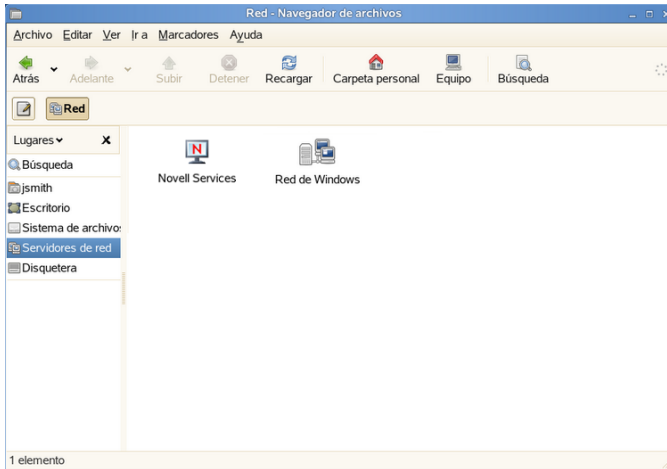 Red - Navegador de archivos
Archivo Editar Ver Ir a Marcadores Ayuda
Atrás Adelante Subir Detener Recargar Carpeta personal Equipo Búsqueda
Red
Lugares
Búsqueda
jsmith
Escritorio
Sistema de archivos
Servidores de red
Disquetera
N
Novell Services
Red de Windows
1 elemento